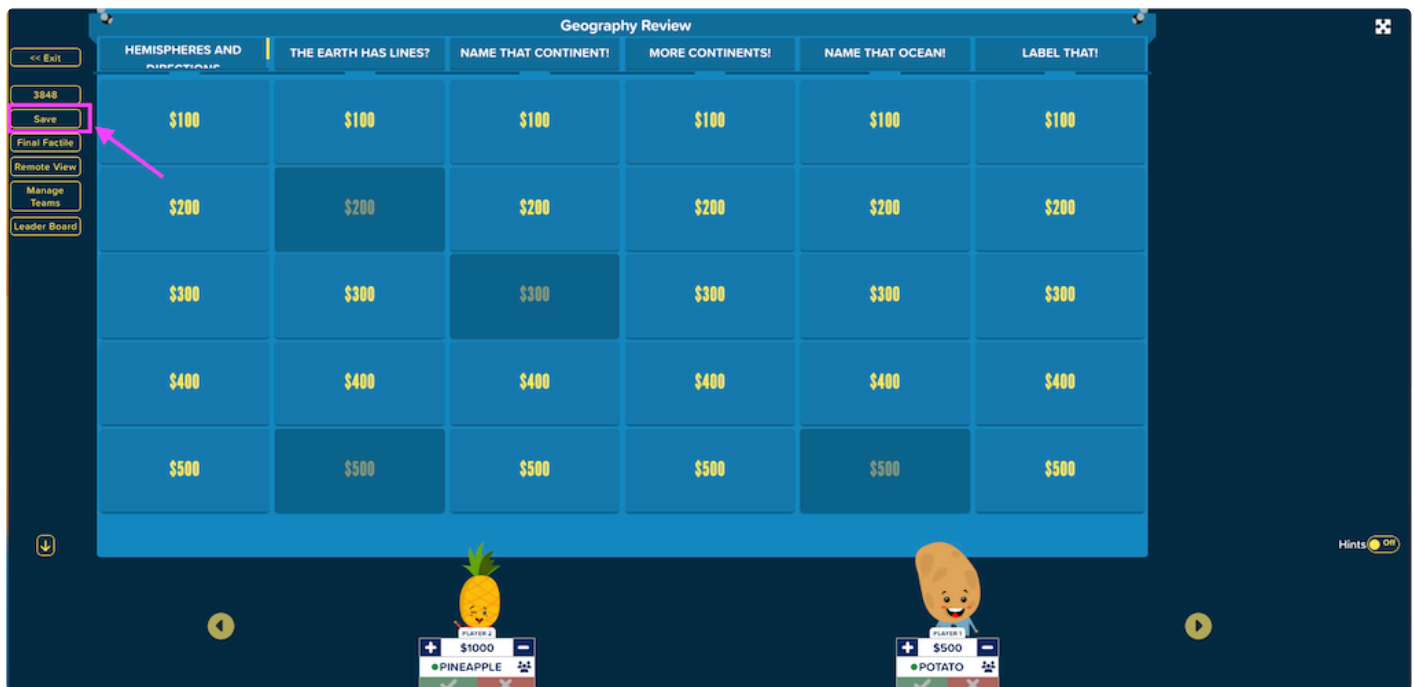 Geography Review
<< Exit
HEMISPHERES AND
DIRECTIONS
THE EARTH HAS LINES?
NAME THAT CONTINENT!
MORE CONTINENTS!
NAME THAT OCEAN!
LABEL THAT!
3848
Save
Final Factile
Remote View
Manage
Teams
Leader Board
$100 $100 $100 $100 $100 $100
$200 $200 $200 $200 $200 $200
$300 $300 $300 $300 $300 $300
$400 $400 $400 $400 $400 $400
$500 $500 $500 $500 $500 $500
Hints Off
PLAYER 2
+ $1000 −
PINEAPPLE
PLAYER 1
+ $500 −
POTATO